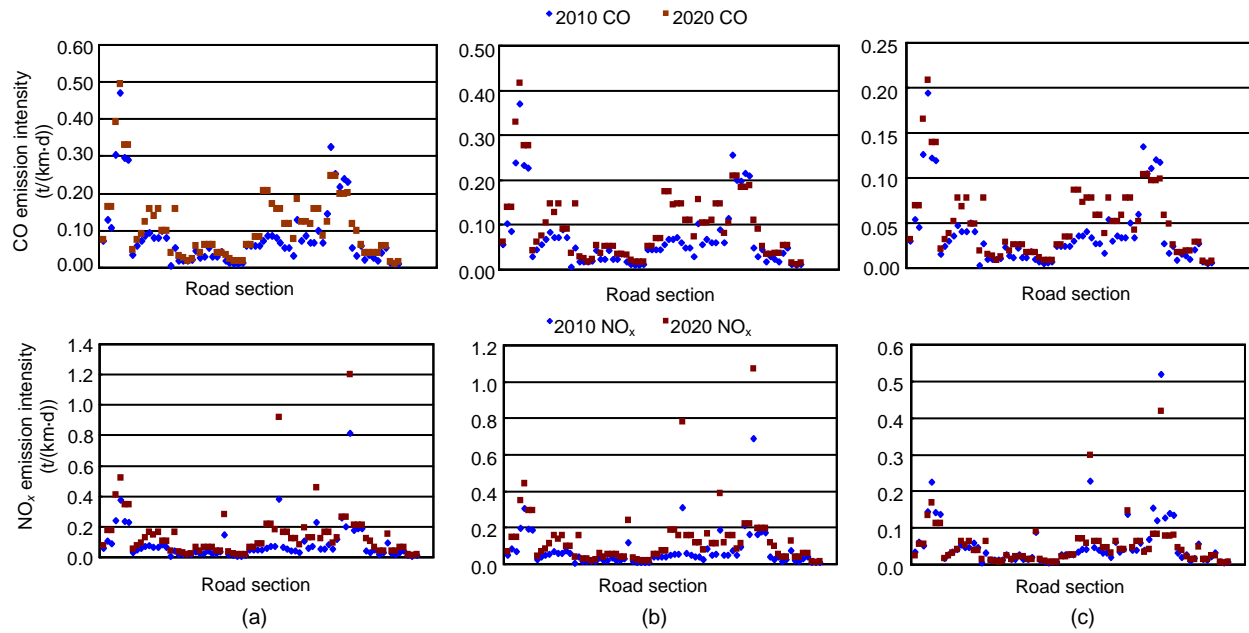 2010 CO 2020 CO
CO emission intensity
(t/(km·d))
0.60
0.50
0.40
0.30
0.20
0.10
0.00
Road section
0.50
0.40
0.30
0.20
0.10
0.00
Road section
0.25
0.20
0.15
0.10
0.05
0.00
Road section
2010 NOx 2020 NOx
NOx emission intensity
(t/(km·d))
1.4
1.2
1.0
0.8
0.6
0.4
0.2
0.0
Road section
(a)
1.2
1.0
0.8
0.6
0.4
0.2
0.0
Road section
(b)
0.6
0.5
0.4
0.3
0.2
0.1
0.0
Road section
(c)